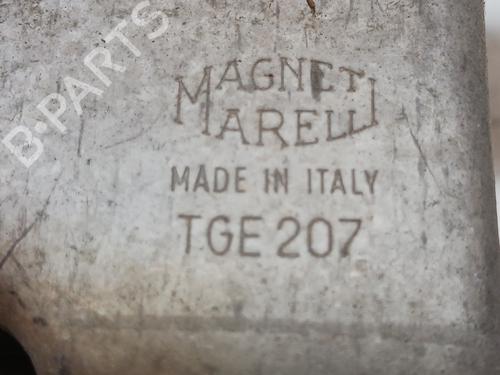 B-PARTS
MAGNETI
MARELLI
MADE IN ITALY
TGE 207